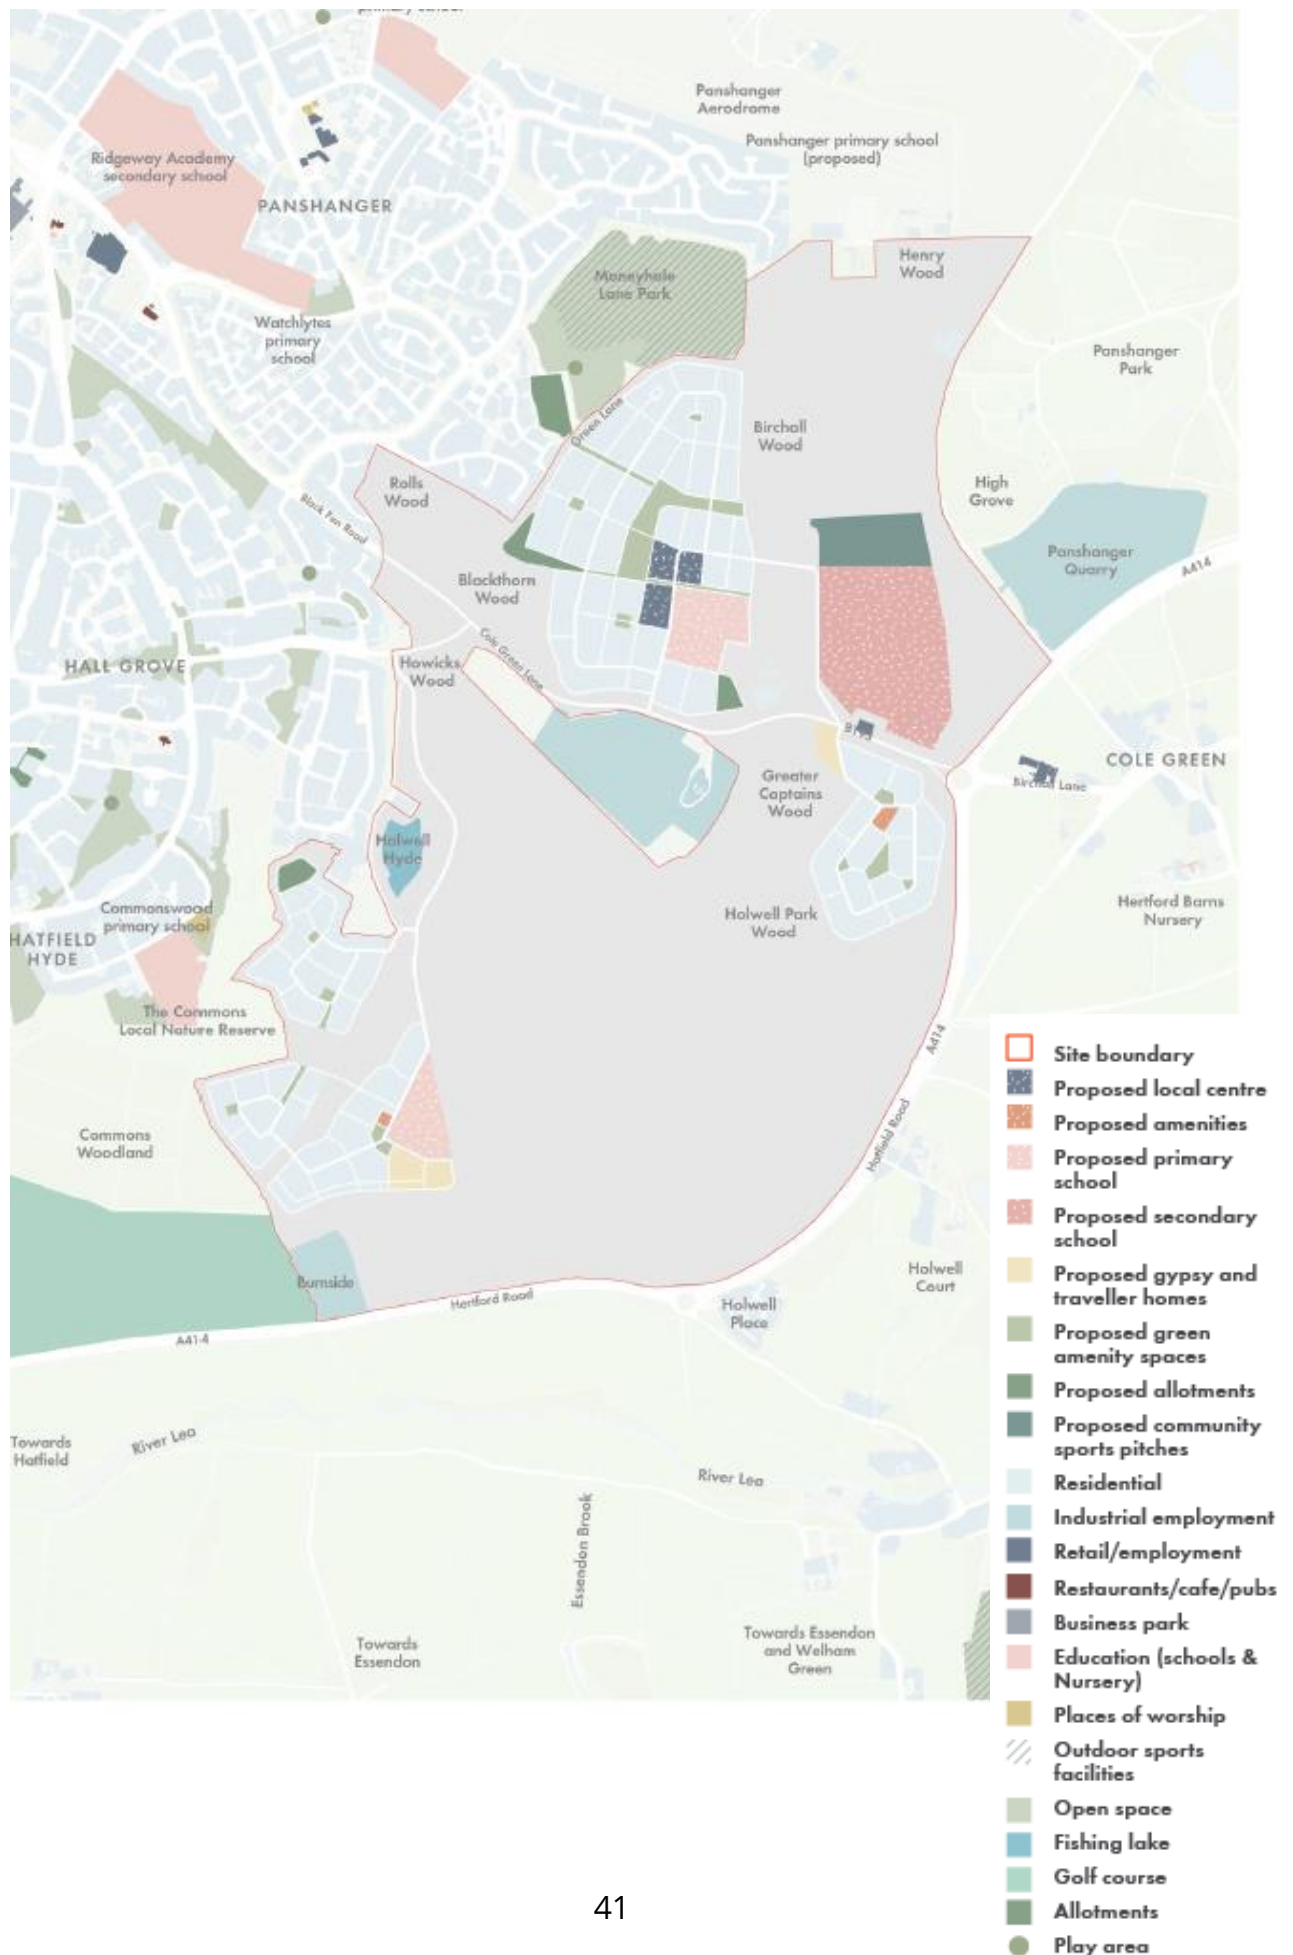 primary school
Panshanger
Aerodrome
Panshanger primary school
(proposed)
Ridgeway Academy
secondary school
PANSHANGER
Henry
Wood
Moneyhole
Lane Park
Watchlytes
primary
school
Panshanger
Park
Green Lane
Birchall
Wood
Rolls
Wood
High
Grove
Black Fan Road
Panshanger
Quarry
A414
Blackthorn
Wood
Cole Green Lane
HALL GROVE
Howicks
Wood
COLE GREEN
Birchall Lane
Greater
Captains
Wood
Holwell
Hyde
Commonswood
primary school
Holwell Park
Wood
Hertford Barns
Nursery
HATFIELD
HYDE
The Commons
Local Nature Reserve
A414
Commons
Woodland
Hatfield Road
Burnside
Hertford Road
Holwell
Court
Holwell
Place
A414
Towards
Hatfield
River Lea
River Lea
Essendon Brook
Towards
Essendon
Towards Essendon
and Welham
Green
Site boundary
Proposed local centre
Proposed amenities
Proposed primary
school
Proposed secondary
school
Proposed gypsy and
traveller homes
Proposed green
amenity spaces
Proposed allotments
Proposed community
sports pitches
Residential
Industrial employment
Retail/employment
Restaurants/cafe/pubs
Business park
Education (schools &
Nursery)
Places of worship
Outdoor sports
facilities
Open space
Fishing lake
Golf course
Allotments
Play area
41